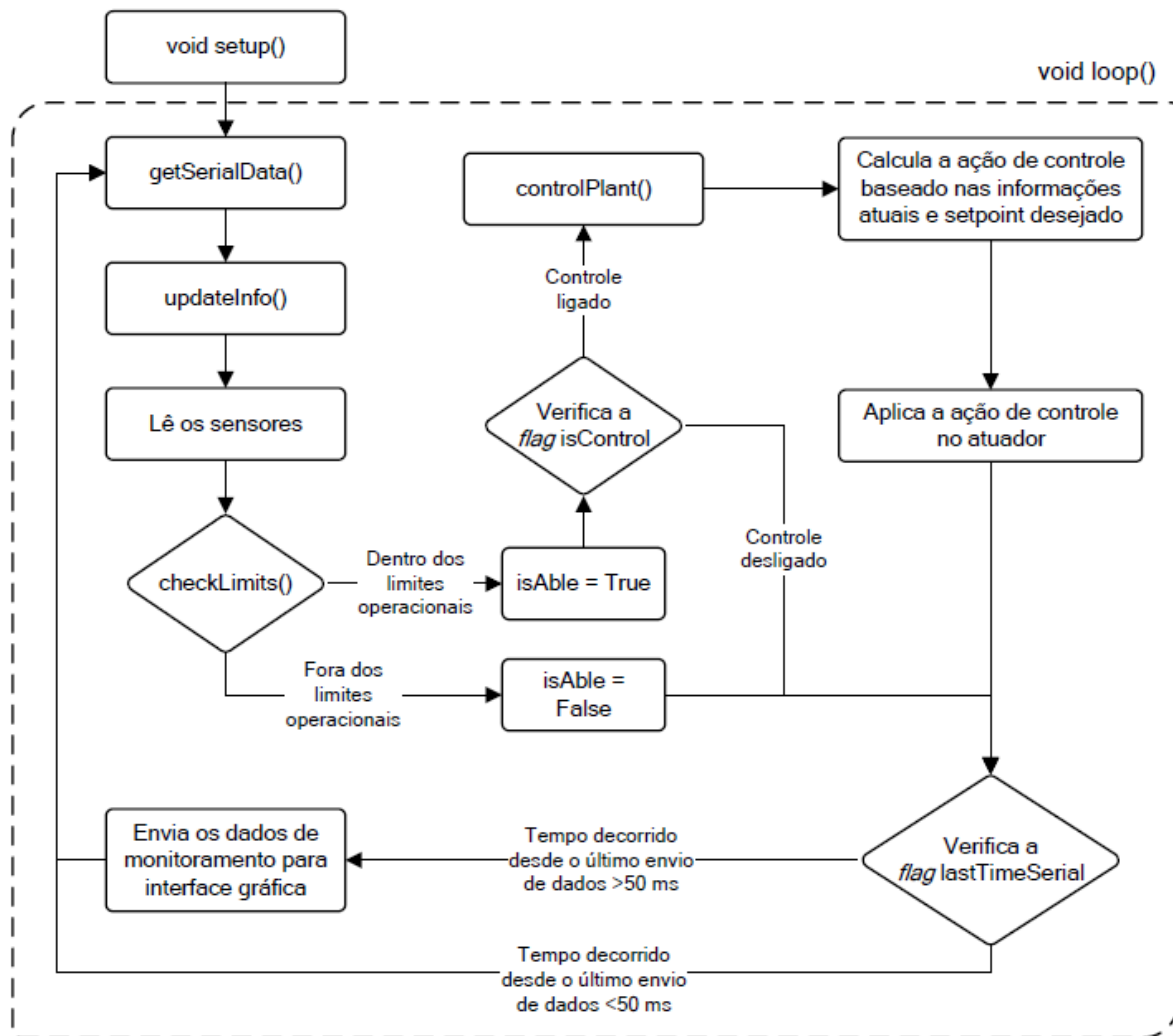 void setup()
void loop()
getSerialData()
controlPlant()
Calcula a ação de controle
baseado nas informações
atuais e setpoint desejado
updateInfo()
Controle
ligado
Lê os sensores
Verifica a
flag isControl
Aplica a ação de controle
no atuador
checkLimits()
Dentro dos
limites
operacionais
isAble = True
Controle
desligado
Fora dos
limites
operacionais
isAble =
False
Envia os dados de
monitoramento para
interface gráfica
Tempo decorrido
desde o último envio
de dados >50 ms
Verifica a
flag lastTimeSerial
Tempo decorrido
desde o último envio
de dados <50 ms